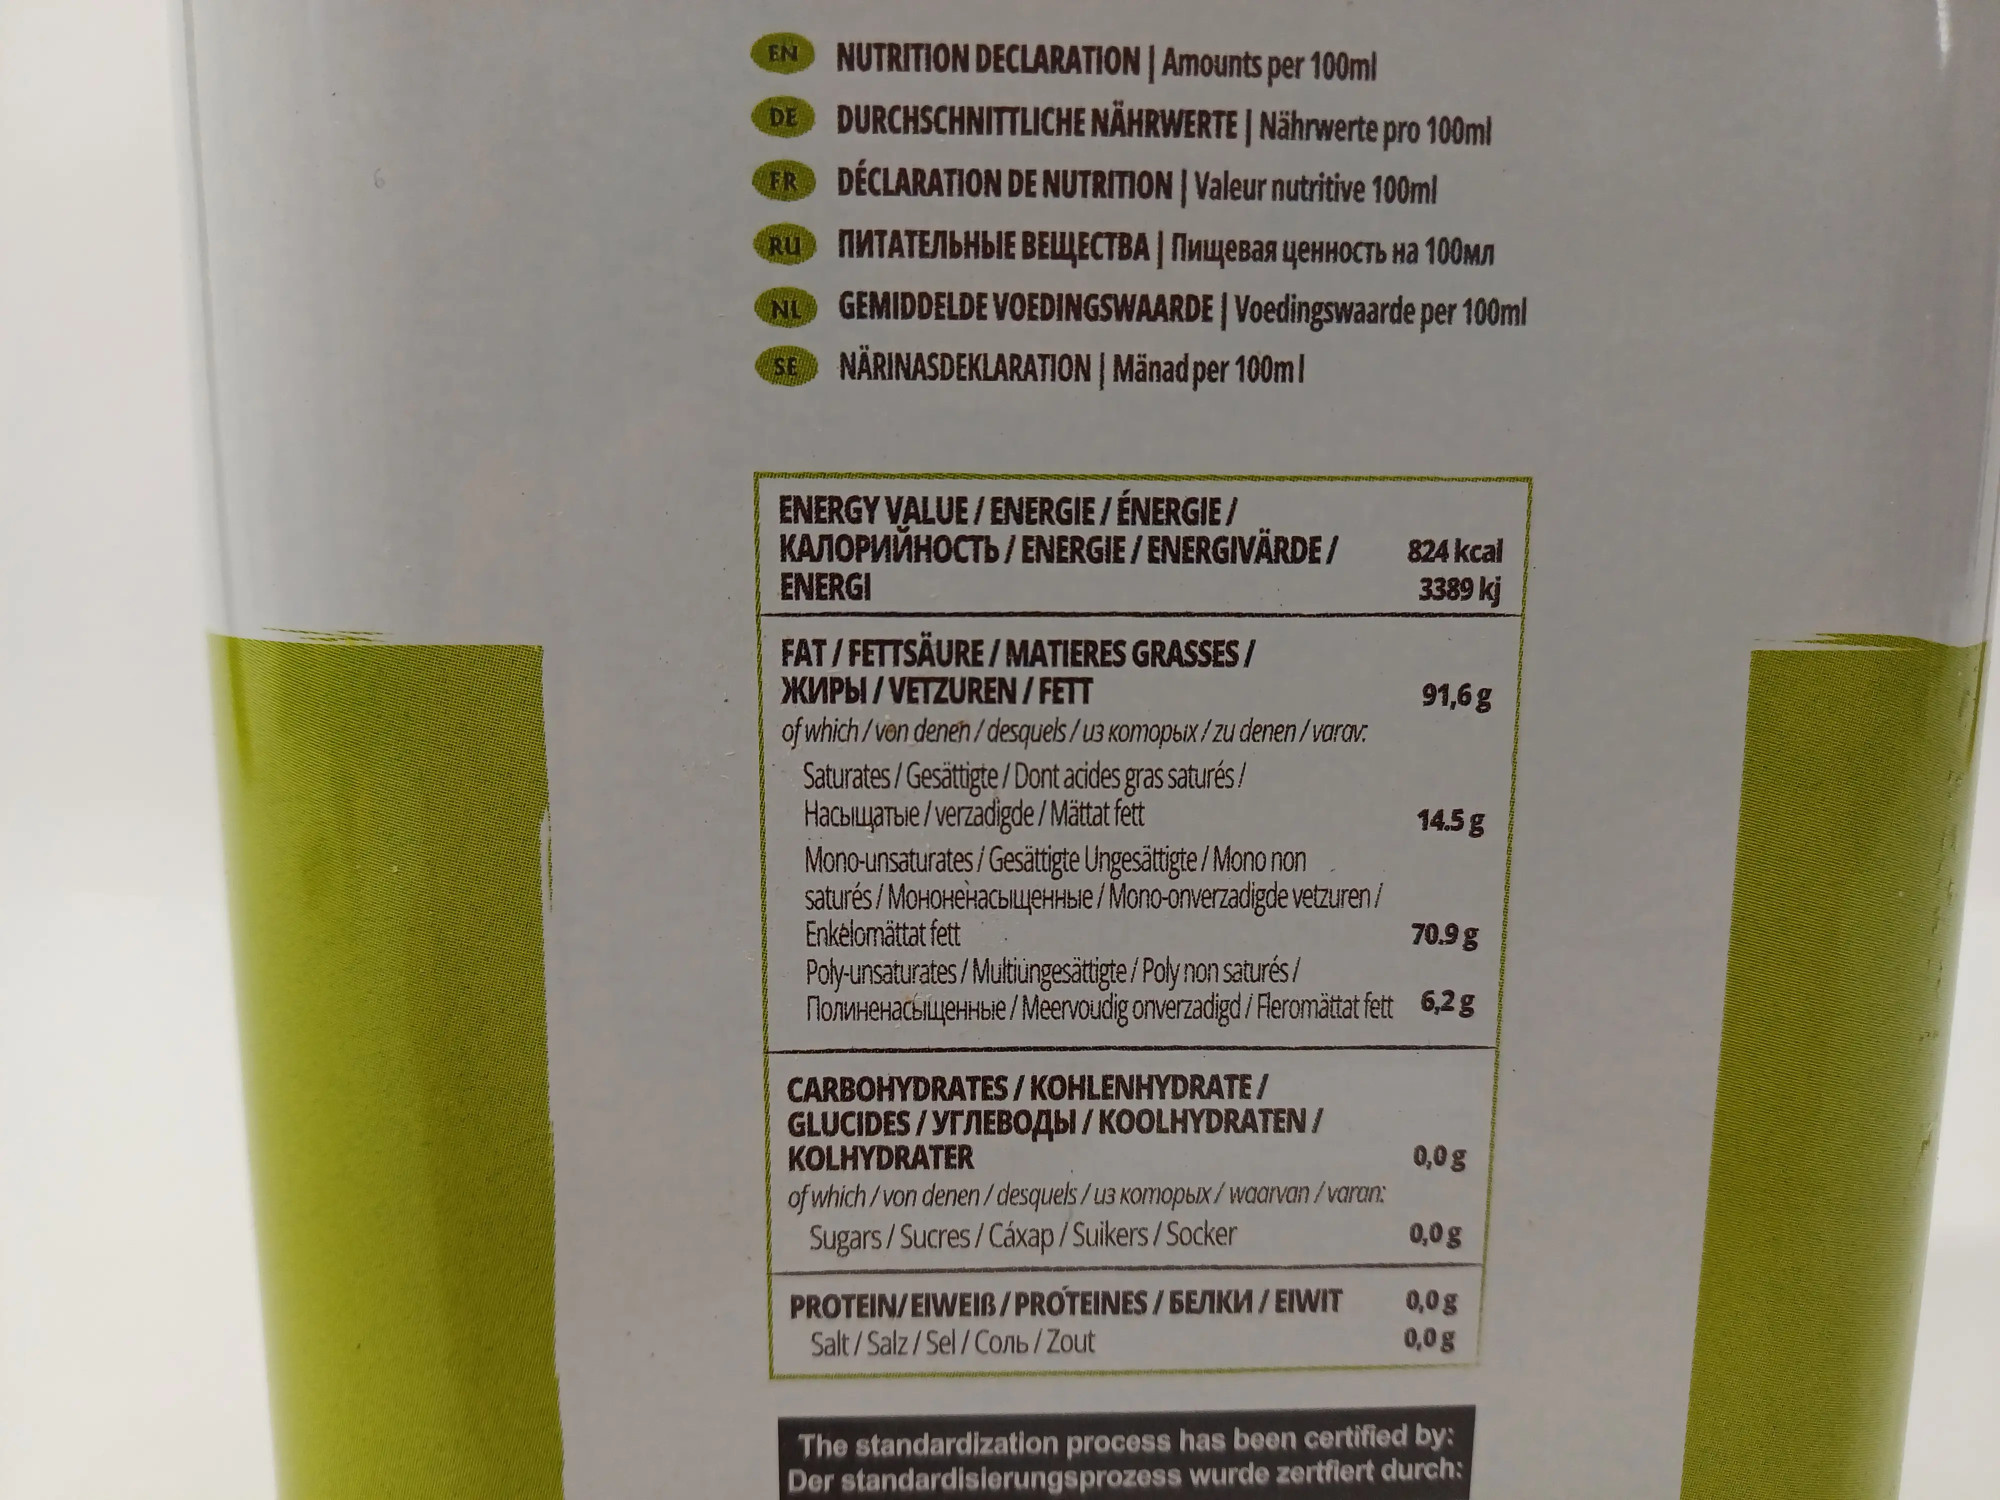 EN NUTRITION DECLARATION | Amounts per 100ml
DE DURCHSCHNITTLICHE NÄHRWERTE | Nährwerte pro 100ml
FR DÉCLARATION DE NUTRITION | Valeur nutritive 100ml
RU ПИТАТЕЛЬНЫЕ ВЕЩЕСТВА | Пищевая ценность на 100мл
NL GEMIDDELDE VOEDINGSWAARDE | Voedingswaarde per 100ml
SE NÄRINASDEKLARATION | Mänad per 100ml
ENERGY VALUE / ENERGIE / ÉNERGIE /
КАЛОРИЙНОСТЬ / ENERGIE / ENERGIVÄRDE / 824 kcal
ENERGI 3389 kj
FAT / FETTSÄURE / MATIERES GRASSES /
ЖИРЫ / VETZUREN / FETT 91,6 g
of which / von denen / desquels / из которых / zu denen / varav:
Saturates / Gesättigte / Dont acides gras saturés /
Насыщатые / verzadigde / Mättat fett 14.5 g
Mono-unsaturates / Gesättigte Ungesättigte / Mono non
saturés / Мононенасыщенные / Mono-onverzadigde vetzuren /
Enkelomättat fett 70.9 g
Poly-unsaturates / Multiungesättigte / Poly non saturés /
Полиненасыщенные / Meervoudig onverzadigd / Fleromättat fett 6,2 g
CARBOHYDRATES / KOHLENHYDRATE /
GLUCIDES / УГЛЕВОДЫ / KOOLHYDRATEN /
KOLHYDRATER 0,0 g
of which / von denen / desquels / из которых / waarvan / varan:
Sugars / Sucres / Cáxap / Suikers / Socker 0,0 g
PROTEIN/ EIWEIß / PRÓTEINES / БЕЛКИ / EIWIT 0,0 g
Salt / Salz / Sel / Соль / Zout 0,0 g
The standardization process has been certified by:
Der standardisierungsprozess wurde zertfiert durch: